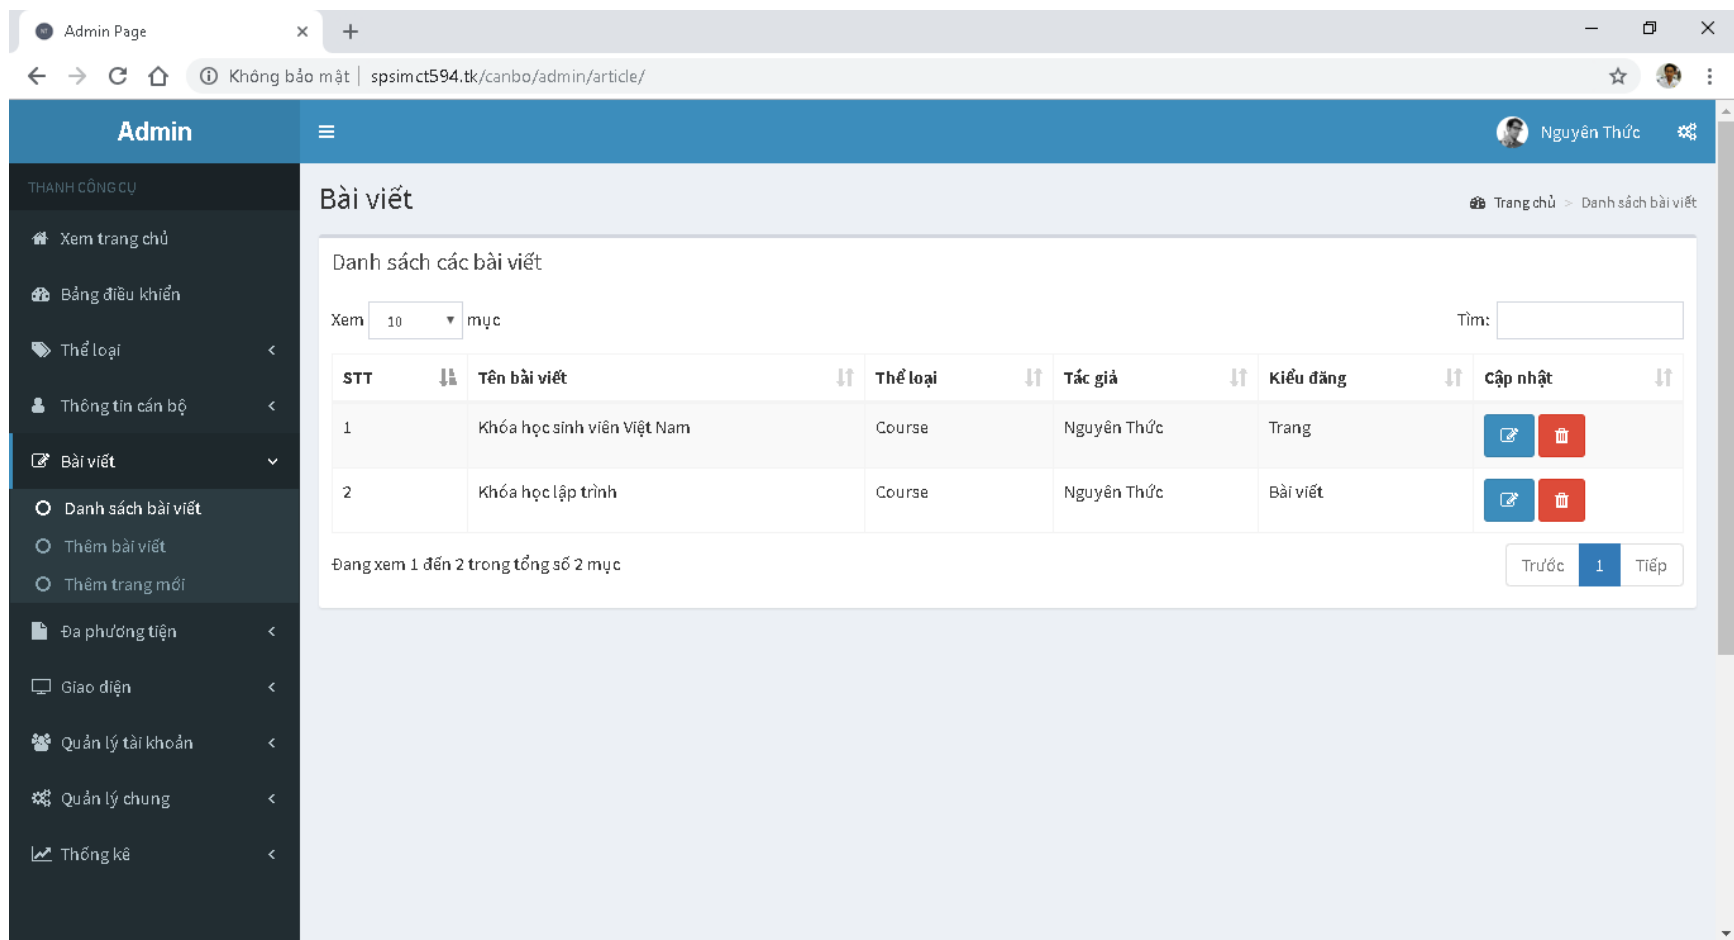 Admin Page
Không bảo mật | spsimct594.tk/canbo/admin/article/
Admin
Nguyên Thức
THANH CÔNG CỤ
Xem trang chủ
Bảng điều khiển
Thể loại
Thông tin cán bộ
Bài viết
Danh sách bài viết
Thêm bài viết
Thêm trang mới
Đa phương tiện
Giao diện
Quản lý tài khoản
Quản lý chung
Thống kê
Bài viết
Trang chủ > Danh sách bài viết
Danh sách các bài viết
Xem 10 mục
Tìm:
STT Tên bài viết Thể loại Tác giả Kiểu đăng Cập nhật
1 Khóa học sinh viên Việt Nam Course Nguyên Thức Trang
2 Khóa học lập trình Course Nguyên Thức Bài viết
Đang xem 1 đến 2 trong tổng số 2 mục
Trước 1 Tiếp